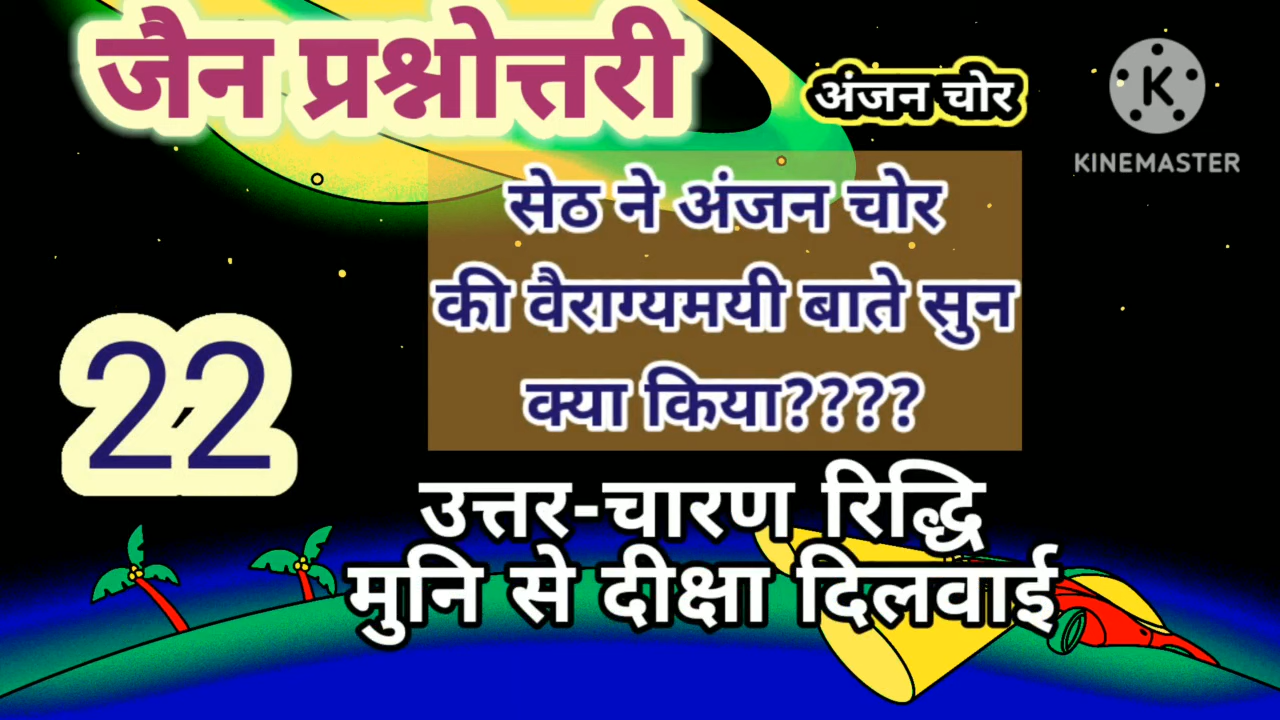 जैन प्रश्नोत्तरी
अंजन चोर
K
KINEMASTER
सेठ ने अंजन चोर
की वैराग्यमयी बाते सुन
क्या किया????
22
उत्तर-चारण रिद्धि
मुनि से दीक्षा दिलवाई